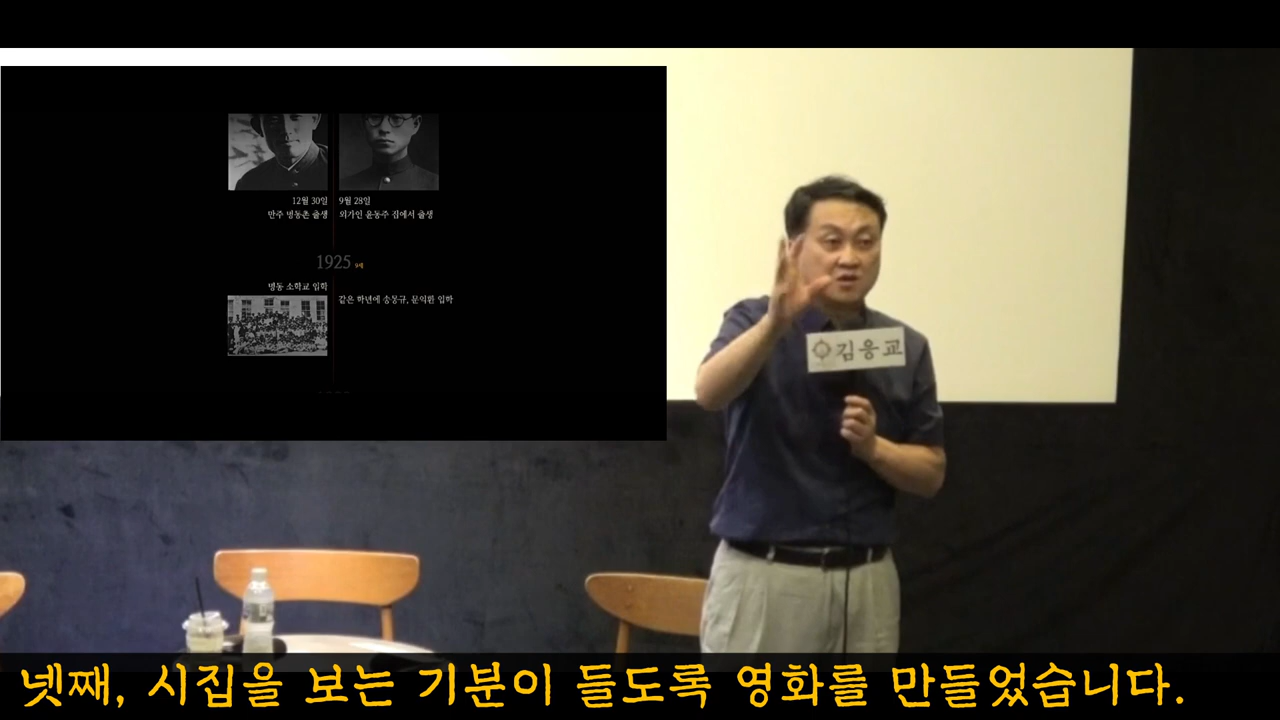 12월 30일
만주 명동촌 출생
9월 28일
외가인 윤동주 집에서 출생
1925 9세
명동 소학교 입학
같은 학년에 송몽규, 문익환 입학
김응교
넷째, 시집을 보는 기분이 들도록 영화를 만들었습니다.